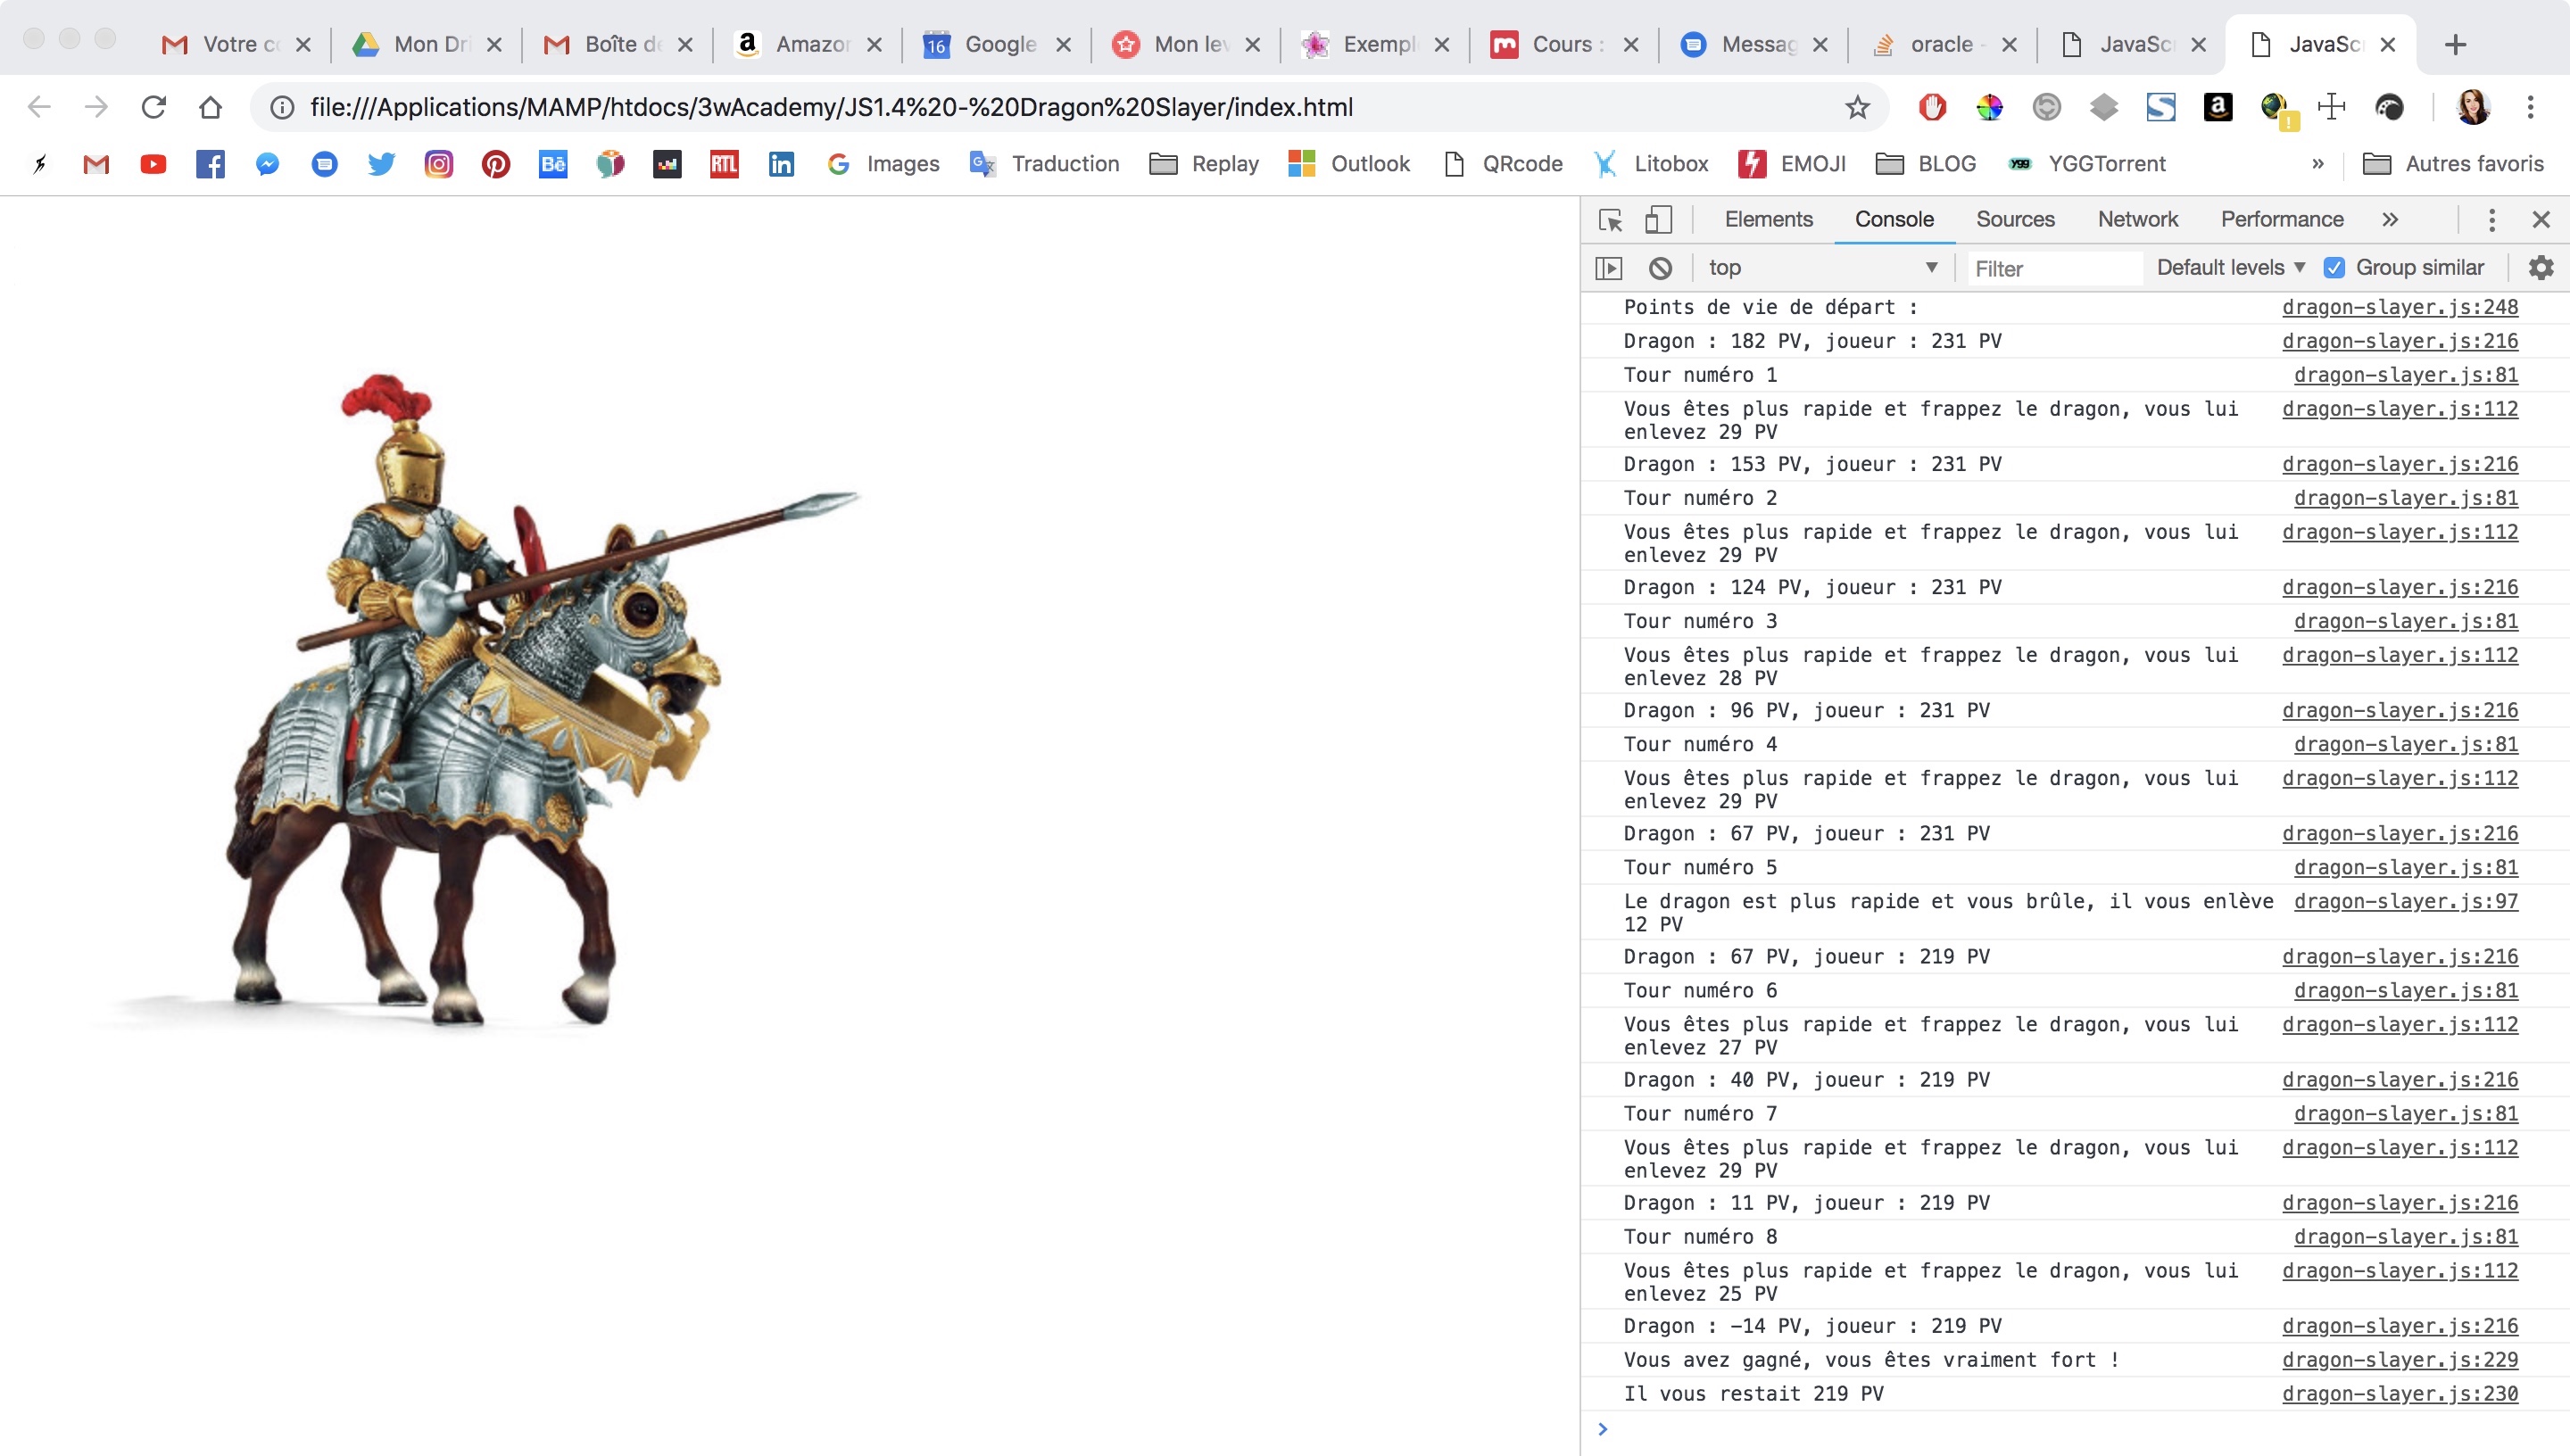 Votre co
Mon Dri
Boîte de
Amazon
Google
Mon lev
Exempl
Cours :
Messag
oracle -
JavaScr
JavaScr
file:///Applications/MAMP/htdocs/3wAcademy/JS1.4%20-%20Dragon%20Slayer/index.html
Images
Traduction
Replay
Outlook
QRcode
Litobox
EMOJI
BLOG
YGGTorrent
»
Autres favoris
Elements
Console
Sources
Network
Performance
»
top
Filter
Default levels
Group similar
Points de vie de départ : dragon-slayer.js:248
Dragon : 182 PV, joueur : 231 PV dragon-slayer.js:216
Tour numéro 1 dragon-slayer.js:81
Vous êtes plus rapide et frappez le dragon, vous lui dragon-slayer.js:112
enlevez 29 PV
Dragon : 153 PV, joueur : 231 PV dragon-slayer.js:216
Tour numéro 2 dragon-slayer.js:81
Vous êtes plus rapide et frappez le dragon, vous lui dragon-slayer.js:112
enlevez 29 PV
Dragon : 124 PV, joueur : 231 PV dragon-slayer.js:216
Tour numéro 3 dragon-slayer.js:81
Vous êtes plus rapide et frappez le dragon, vous lui dragon-slayer.js:112
enlevez 28 PV
Dragon : 96 PV, joueur : 231 PV dragon-slayer.js:216
Tour numéro 4 dragon-slayer.js:81
Vous êtes plus rapide et frappez le dragon, vous lui dragon-slayer.js:112
enlevez 29 PV
Dragon : 67 PV, joueur : 231 PV dragon-slayer.js:216
Tour numéro 5 dragon-slayer.js:81
Le dragon est plus rapide et vous brûle, il vous enlève dragon-slayer.js:97
12 PV
Dragon : 67 PV, joueur : 219 PV dragon-slayer.js:216
Tour numéro 6 dragon-slayer.js:81
Vous êtes plus rapide et frappez le dragon, vous lui dragon-slayer.js:112
enlevez 27 PV
Dragon : 40 PV, joueur : 219 PV dragon-slayer.js:216
Tour numéro 7 dragon-slayer.js:81
Vous êtes plus rapide et frappez le dragon, vous lui dragon-slayer.js:112
enlevez 29 PV
Dragon : 11 PV, joueur : 219 PV dragon-slayer.js:216
Tour numéro 8 dragon-slayer.js:81
Vous êtes plus rapide et frappez le dragon, vous lui dragon-slayer.js:112
enlevez 25 PV
Dragon : -14 PV, joueur : 219 PV dragon-slayer.js:216
Vous avez gagné, vous êtes vraiment fort ! dragon-slayer.js:229
Il vous restait 219 PV dragon-slayer.js:230